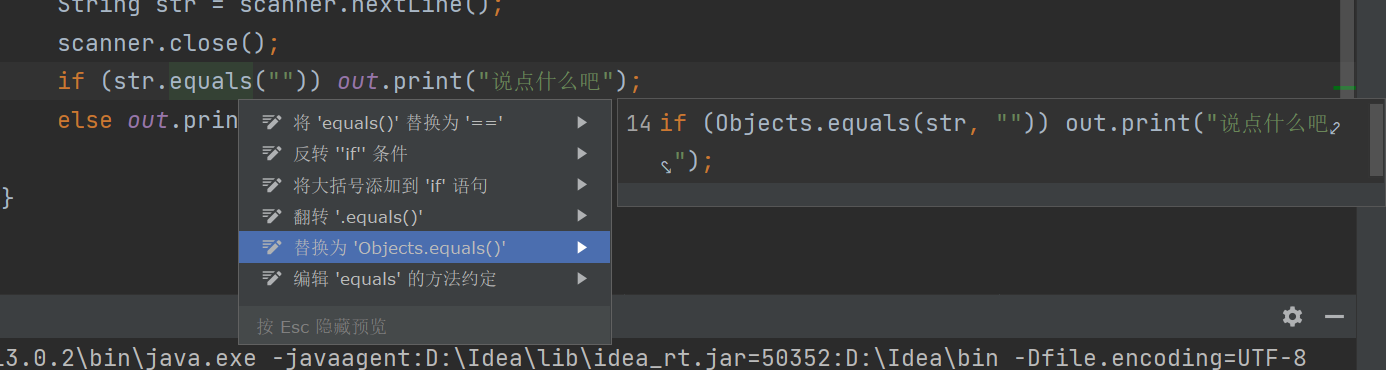 String str = scanner.nextLine();
scanner.close();
if (str.equals("")) out.print("说点什么吧");
else out.prin
}
将 'equals()' 替换为 '=='
反转 ''if'' 条件
将大括号添加到 'if' 语句
翻转 '.equals()'
替换为 'Objects.equals()'
编辑 'equals' 的方法约定
按 Esc 隐藏预览
14 if (Objects.equals(str, "")) out.print("说点什么吧
");
13.0.2\bin\java.exe -javaagent:D:\Idea\lib\idea_rt.jar=50352:D:\Idea\bin -Dfile.encoding=UTF-8